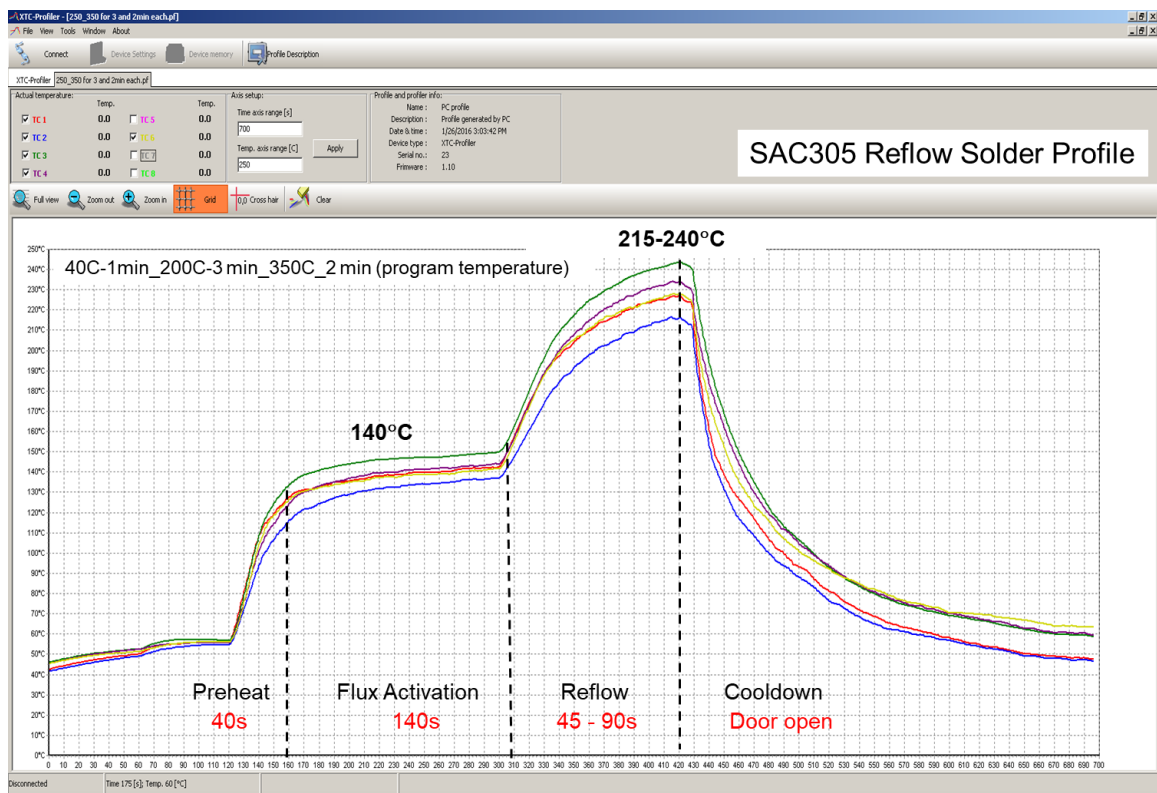 XTC-Profiler - [250_350 for 3 and 2min each.pf]
File View Tools Window About
Connect Device Settings Device memory Profile Description
XTC-Profiler 250_350 for 3 and 2min each.pf
Actual temperature: Axis setup: Profile and profiler info:
Temp. Temp.
TC 1 0.0 TC 5 0.0
TC 2 0.0 TC 6 0.0
TC 3 0.0 TC 7 0.0
TC 4 0.0 TC 8 0.0
Time axis range [s]
700
Temp. axis range [C]
250
Apply
Name : PC profile
Description : Profile generated by PC
Date & time : 1/26/2016 3:03:42 PM
Device type : XTC-Profiler
Serial no.: 23
Frimware : 1.10
SAC305 Reflow Solder Profile
Full view Zoom out Zoom in Grid 0,0 Cross hair Clear
215-240°C
40C-1min_200C-3 min_350C_2 min (program temperature)
140°C
250°C
240°C
230°C
220°C
210°C
200°C
190°C
180°C
170°C
160°C
150°C
140°C
130°C
120°C
110°C
100°C
90°C
80°C
70°C
60°C
50°C
40°C
30°C
20°C
10°C
0°C
Preheat Flux Activation Reflow Cooldown
40s 140s 45 - 90s Door open
0 10 20 30 40 50 60 70 80 90 100 110 120 130 140 150 160 170 180 190 200 210 220 230 240 250 260 270 280 290 300 310 320 330 340 350 360 370 380 390 400 410 420 430 440 450 460 470 480 490 500 510 520 530 540 550 560 570 580 590 600 610 620 630 640 650 660 670 680 690 700
Disconnected Time 175 [s]; Temp. 60 [°C]